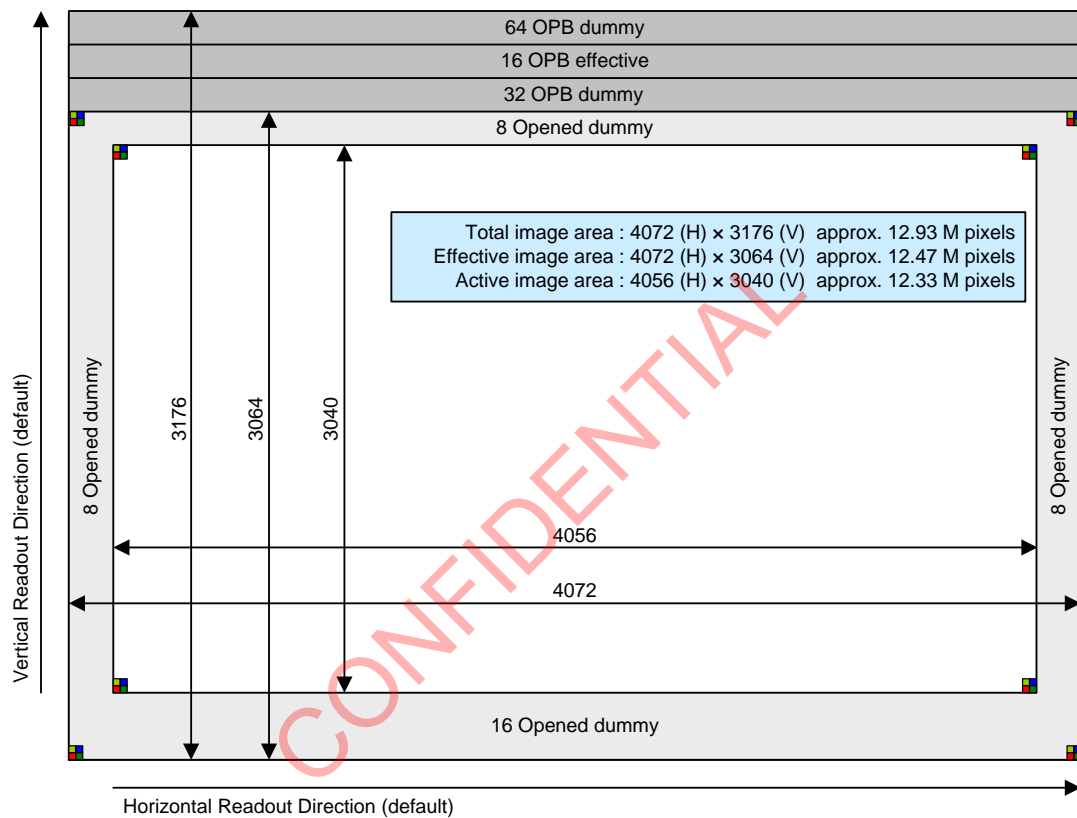 64 OPB dummy
16 OPB effective
32 OPB dummy
8 Opened dummy
Total image area : 4072 (H) × 3176 (V) approx. 12.93 M pixels
Effective image area : 4072 (H) × 3064 (V) approx. 12.47 M pixels
Active image area : 4056 (H) × 3040 (V) approx. 12.33 M pixels
Vertical Readout Direction (default)
8 Opened dummy
3176
3064
3040
8 Opened dummy
4056
4072
CONFIDENTIAL
16 Opened dummy
Horizontal Readout Direction (default)